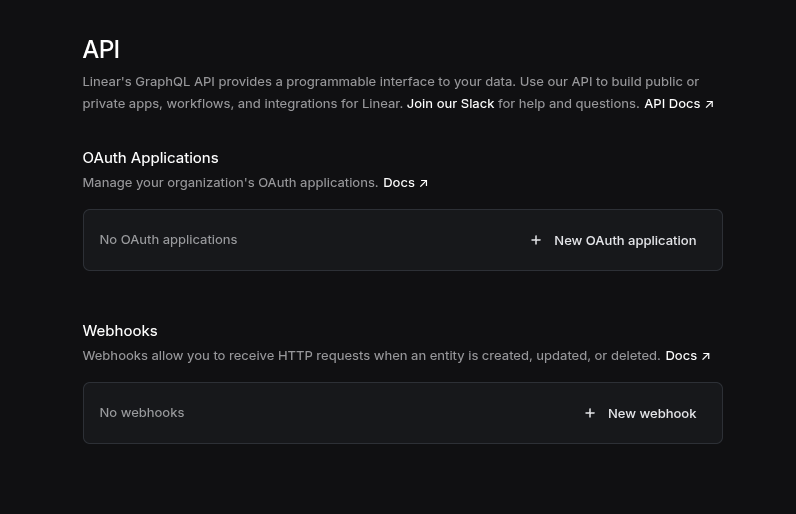 API
Linear's GraphQL API provides a programmable interface to your data. Use our API to build public or
private apps, workflows, and integrations for Linear. Join our Slack for help and questions. API Docs ↗
OAuth Applications
Manage your organization's OAuth applications. Docs ↗
No OAuth applications + New OAuth application
Webhooks
Webhooks allow you to receive HTTP requests when an entity is created, updated, or deleted. Docs ↗
No webhooks + New webhook